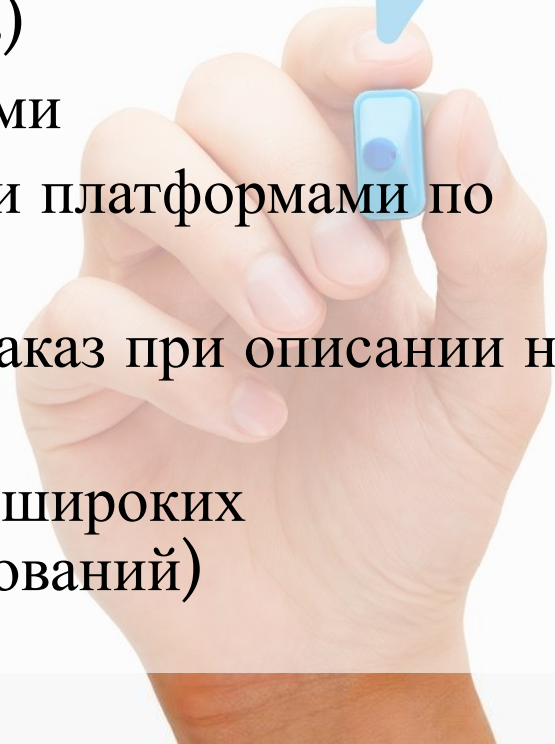 )
ми
и платформами по
аказ при описании н
широких
ований)